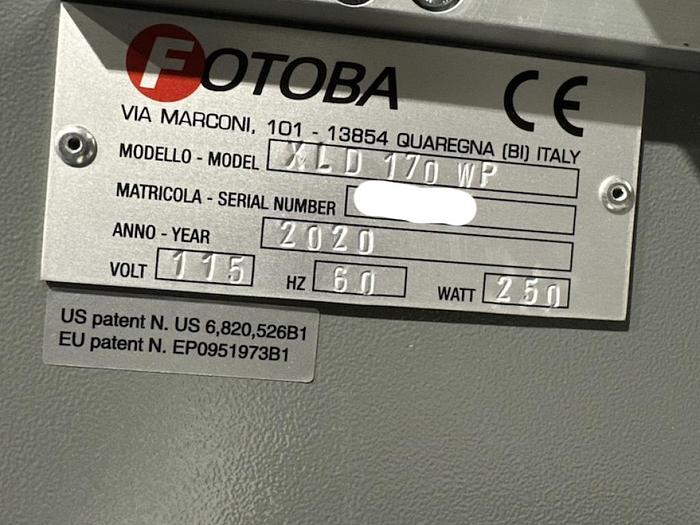 FOTOBA CE
VIA MARCONI, 101 - 13854 QUAREGNA (BI) ITALY
MODELLO - MODEL XLD 170 WP
MATRICOLA - SERIAL NUMBER
ANNO - YEAR 2020
VOLT 115 HZ 60 WATT 250
US patent N. US 6,820,526B1
EU patent N. EP0951973B1